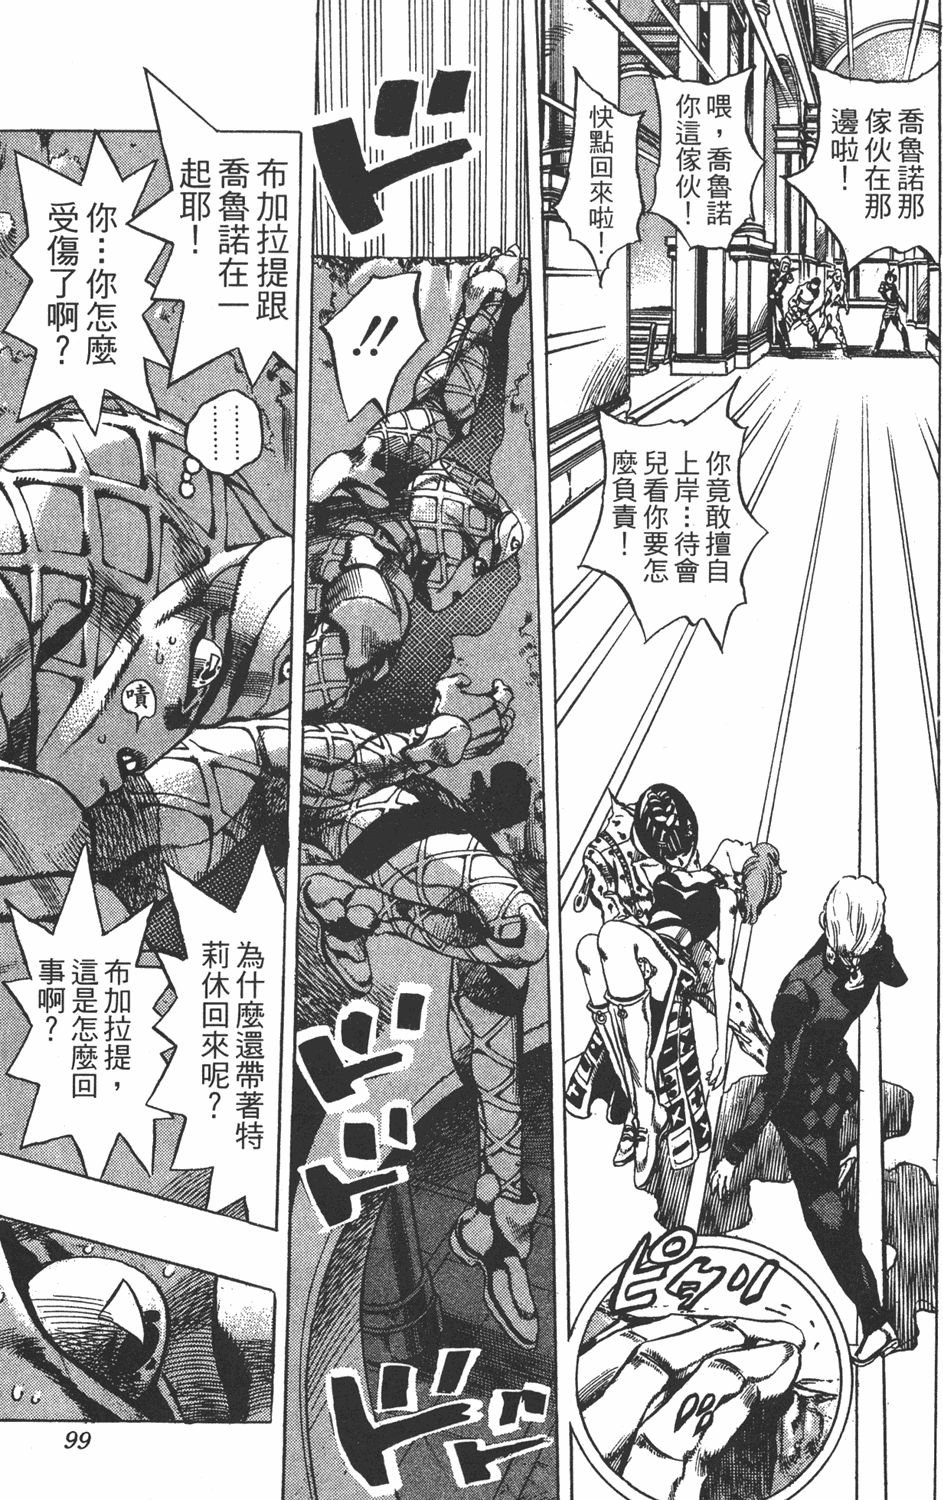 喬魯諾那
傢伙在那
邊啦！
喂，喬魯諾
你這傢伙！
快點回來啦！
你竟敢擅自
上岸…待會
兒看你要怎
麼負責！
ドド
ドド
!!
布加拉提跟
喬魯諾在一
起耶！
你…你怎麼
受傷了啊？
…………
…………
嘖
為什麼還帶著特
莉休回來呢？
布加拉提，
這是怎麼回
事啊？
99